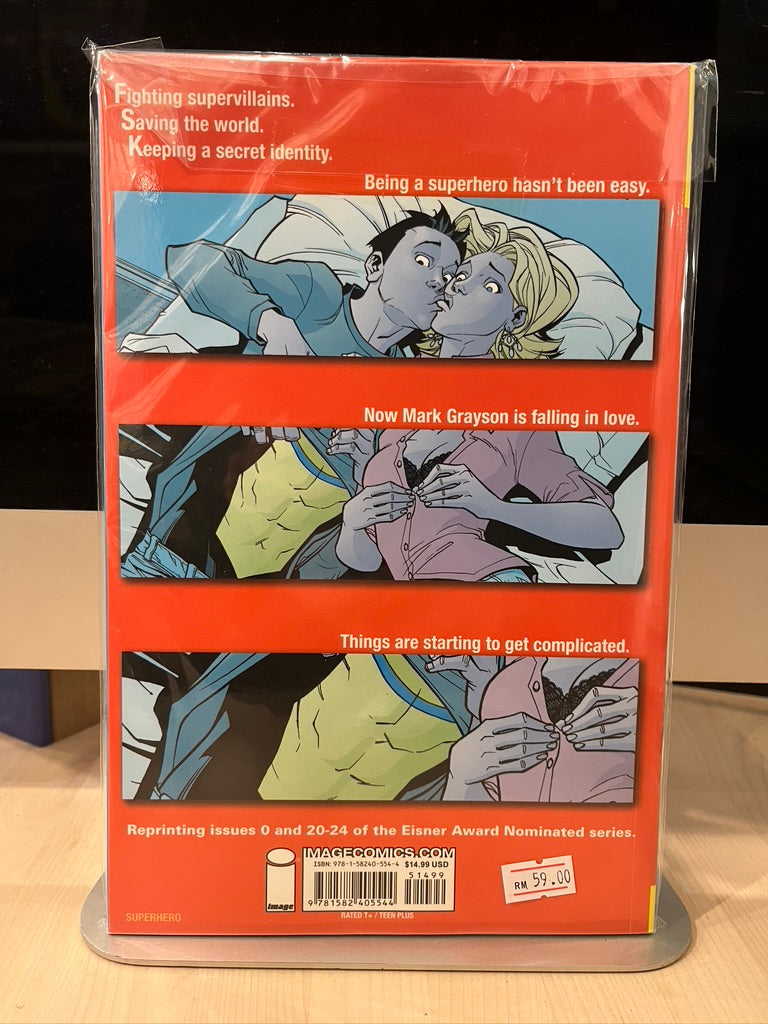 Fighting supervillains.
Saving the world.
Keeping a secret identity.
Being a superhero hasn't been easy.
Now Mark Grayson is falling in love.
Things are starting to get complicated.
Reprinting issues 0 and 20-24 of the Eisner Award Nominated series.
IMAGECOMICS.COM
ISBN: 978-1-58240-554-4 $14.99 USD
51499
9 781582 405544
image
RATED T+ / TEEN PLUS
RM 59.00
SUPERHERO